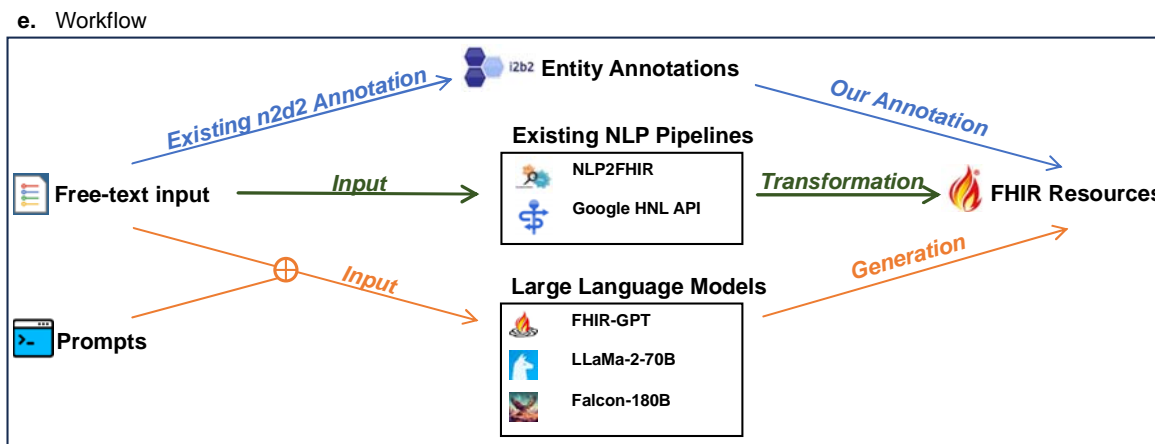 e. Workflow
i2b2 Entity Annotations
Existing n2d2 Annotation
Our Annotation
Existing NLP Pipelines
NLP2FHIR
Google HNL API
Free-text input
Input
Transformation
FHIR Resources
Input
Generation
Large Language Models
FHIR-GPT
LLaMa-2-70B
Falcon-180B
Prompts